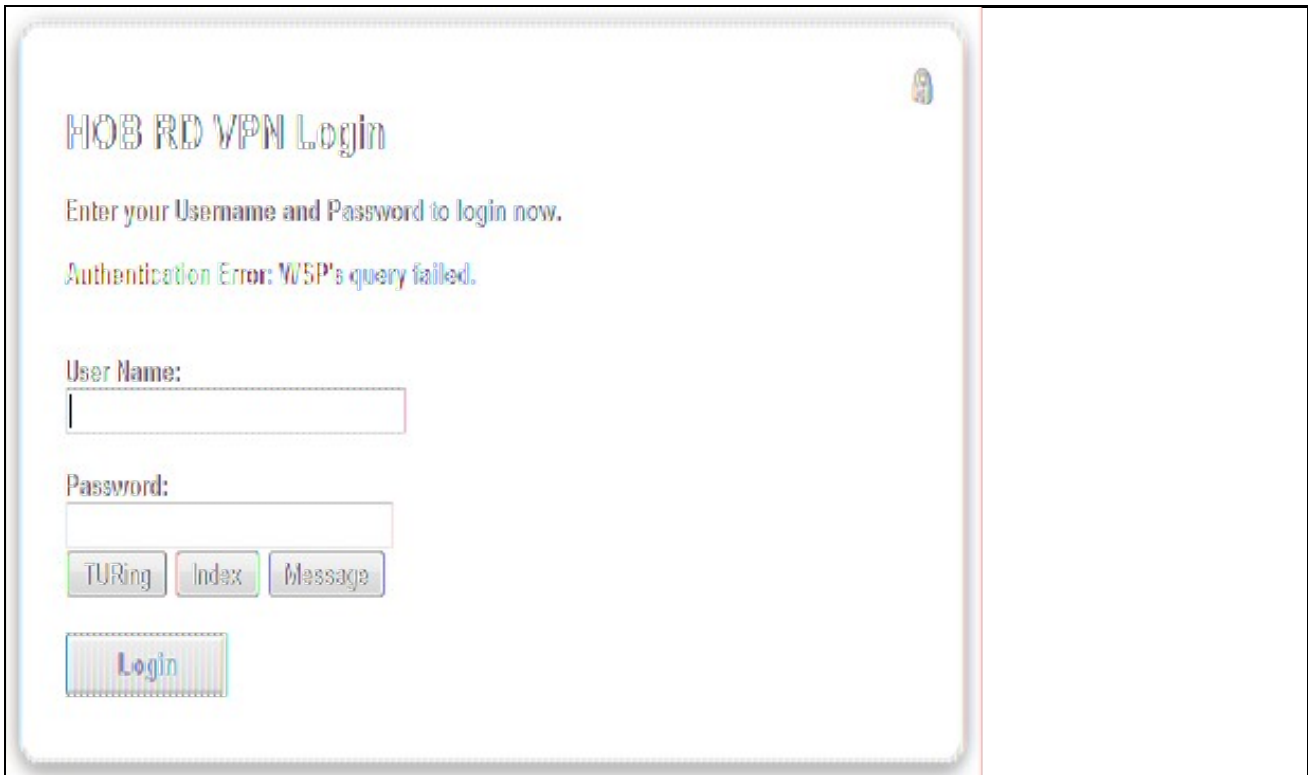 HOB RD VPN Login
Enter your Username and Password to login now.
Authentication Error: WSP's query failed.
User Name:
Password:
TURing Index Message
Login